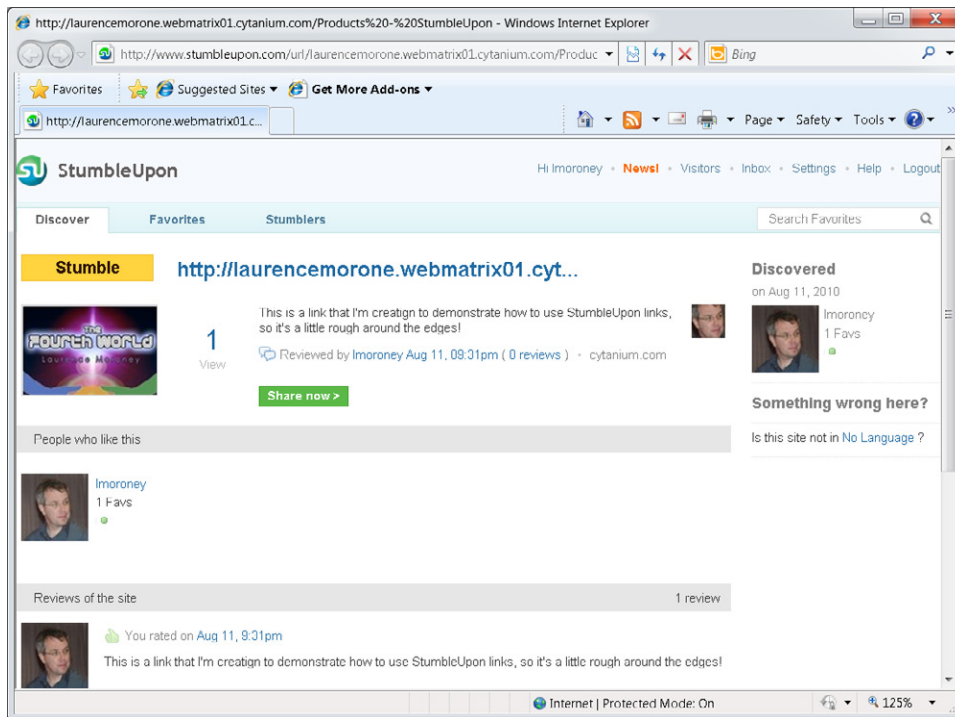 http://laurencemorone.webmatrix01.cytanium.com/Products%20-%20StumbleUpon - Windows Internet Explorer
http://www.stumbleupon.com/url/laurencemorone.webmatrix01.cytanium.com/Produc
Bing
Favorites Suggested Sites Get More Add-ons
http://laurencemorone.webmatrix01.c...
Page Safety Tools
StumbleUpon
Hi lmoroney • News! • Visitors • Inbox • Settings • Help • Logout
Discover Favorites Stumblers
Search Favorites
Stumble
http://laurencemorone.webmatrix01.cyt...
The
Fourth World
Laurence Moroney
1
View
This is a link that I'm creatign to demonstrate how to use StumbleUpon links,
so it's a little rough around the edges!
Reviewed by lmoroney Aug 11, 09:31pm ( 0 reviews ) • cytanium.com
Share now >
Discovered
on Aug 11, 2010
lmoroney
1 Favs
Something wrong here?
Is this site not in No Language ?
People who like this
lmoroney
1 Favs
Reviews of the site 1 review
You rated on Aug 11, 9:31pm
This is a link that I'm creatign to demonstrate how to use StumbleUpon links, so it's a little rough around the edges!
Internet | Protected Mode: On
125%